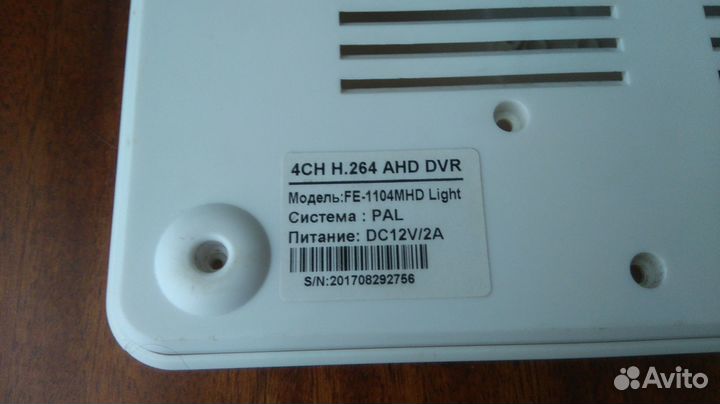 4CH H.264 AHD DVR
Модель:FE-1104MHD Light
Система : PAL
Питание: DC12V/2A
S/N:201708292756
Avito